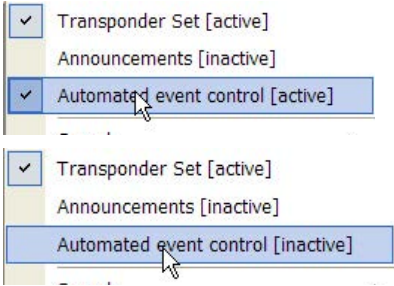 Transponder Set [active]
Announcements [inactive]
Automated event control [active]
Transponder Set [active]
Announcements [inactive]
Automated event control [inactive]